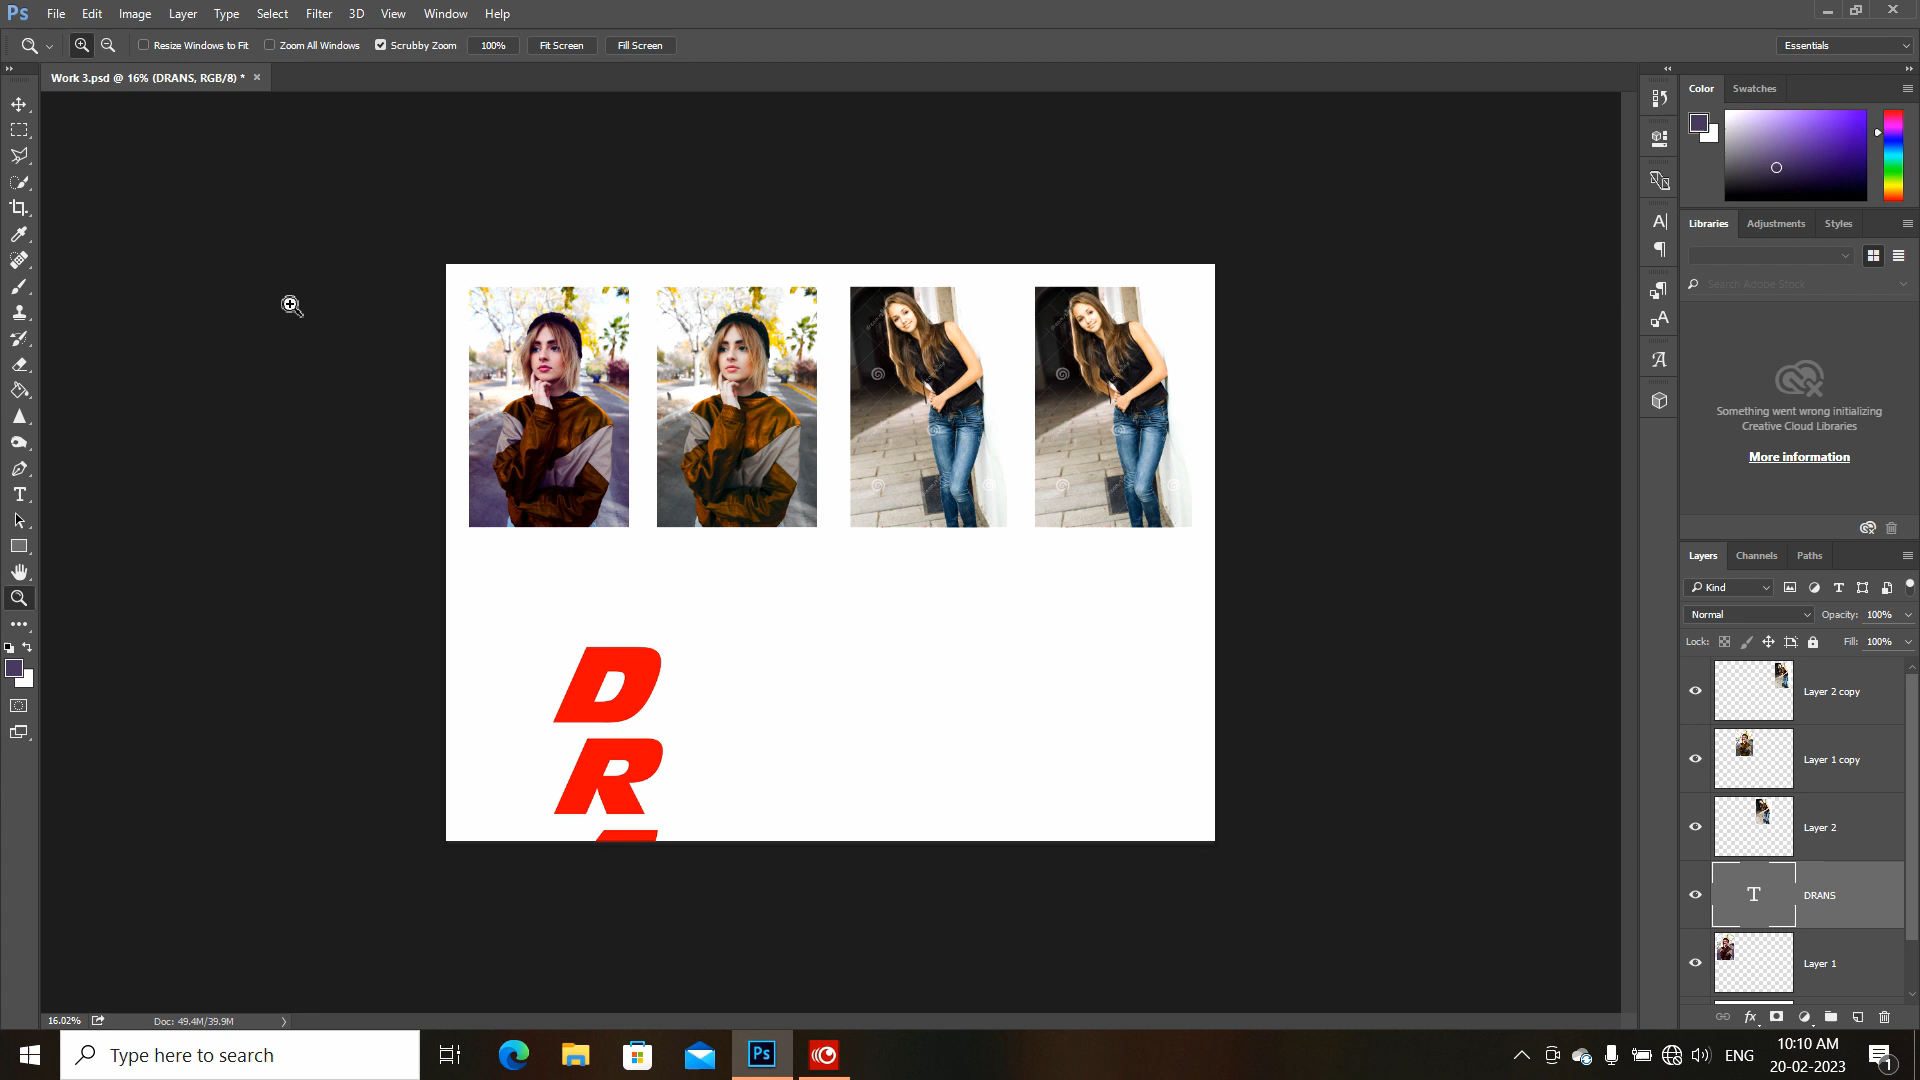 Ps File Edit Image Layer Type Select Filter 3D View Window Help
Resize Windows to Fit Zoom All Windows Scrubby Zoom 100% Fit Screen Fill Screen Essentials
Work 3.psd @ 16% (DRANS, RGB/8) * ×
Color Swatches
Libraries Adjustments Styles
Search Adobe Stock
Something went wrong initializing
Creative Cloud Libraries
More information
D
R
Layers Channels Paths
Kind
Normal Opacity: 100%
Lock: Fill: 100%
Layer 2 copy
Layer 1 copy
Layer 2
T DRANS
Layer 1
fx
16.02% Doc: 49.4M/39.9M
Type here to search
Ps
ENG
10:10 AM
20-02-2023
1